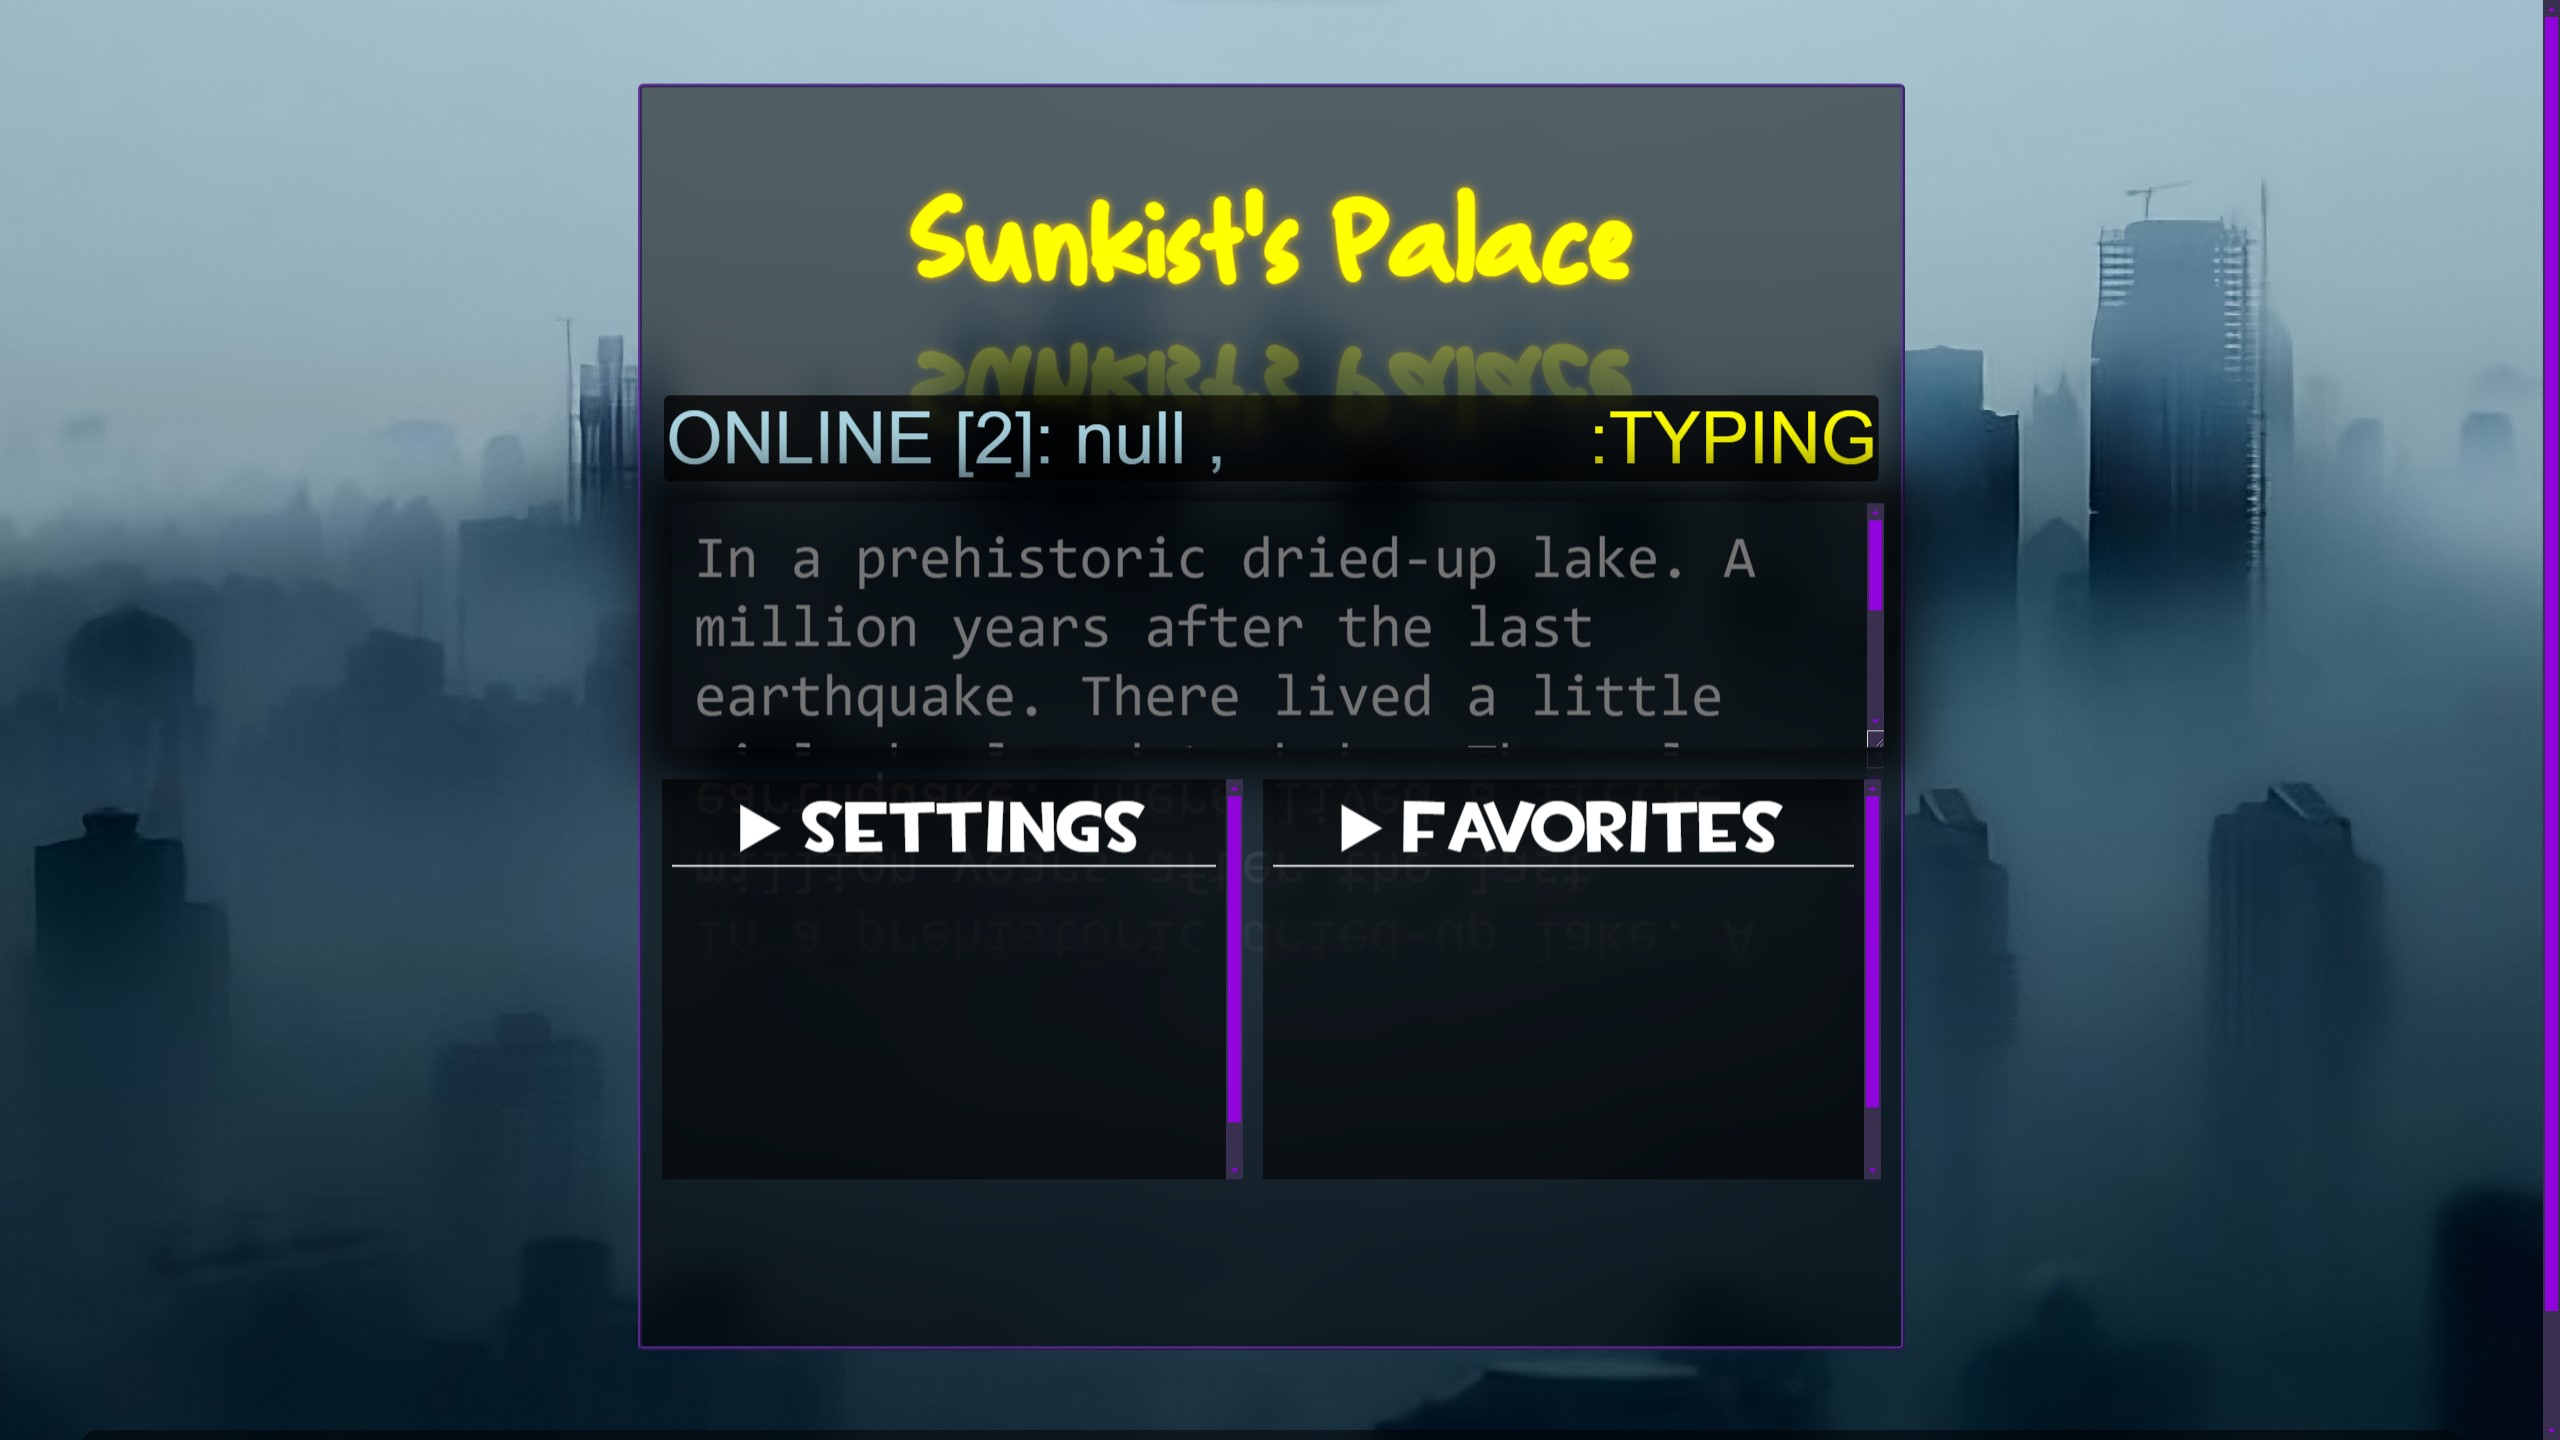 Sunkist's Palace
ONLINE [2]: null , :TYPING
In a prehistoric dried-up lake. A
million years after the last
earthquake. There lived a little
▶ SETTINGS
▶ FAVORITES